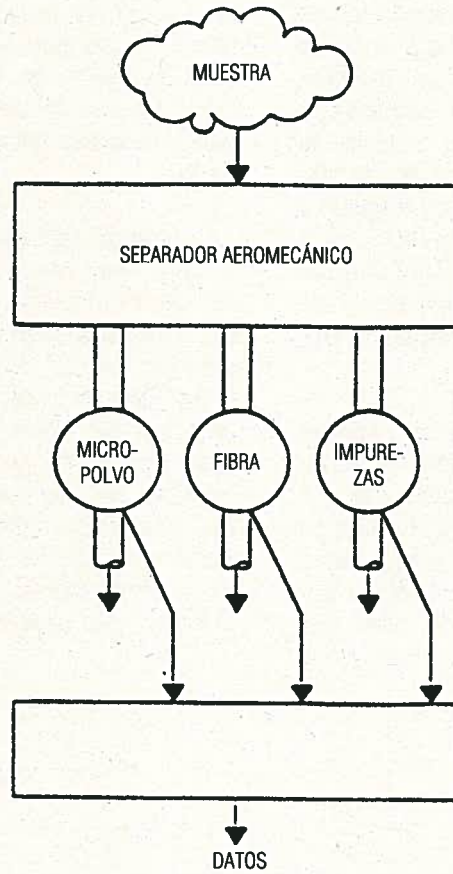 MUESTRA
SEPARADOR AEROMECÁNICO
MICRO-
POLVO
FIBRA
IMPURE-
ZAS
DATOS